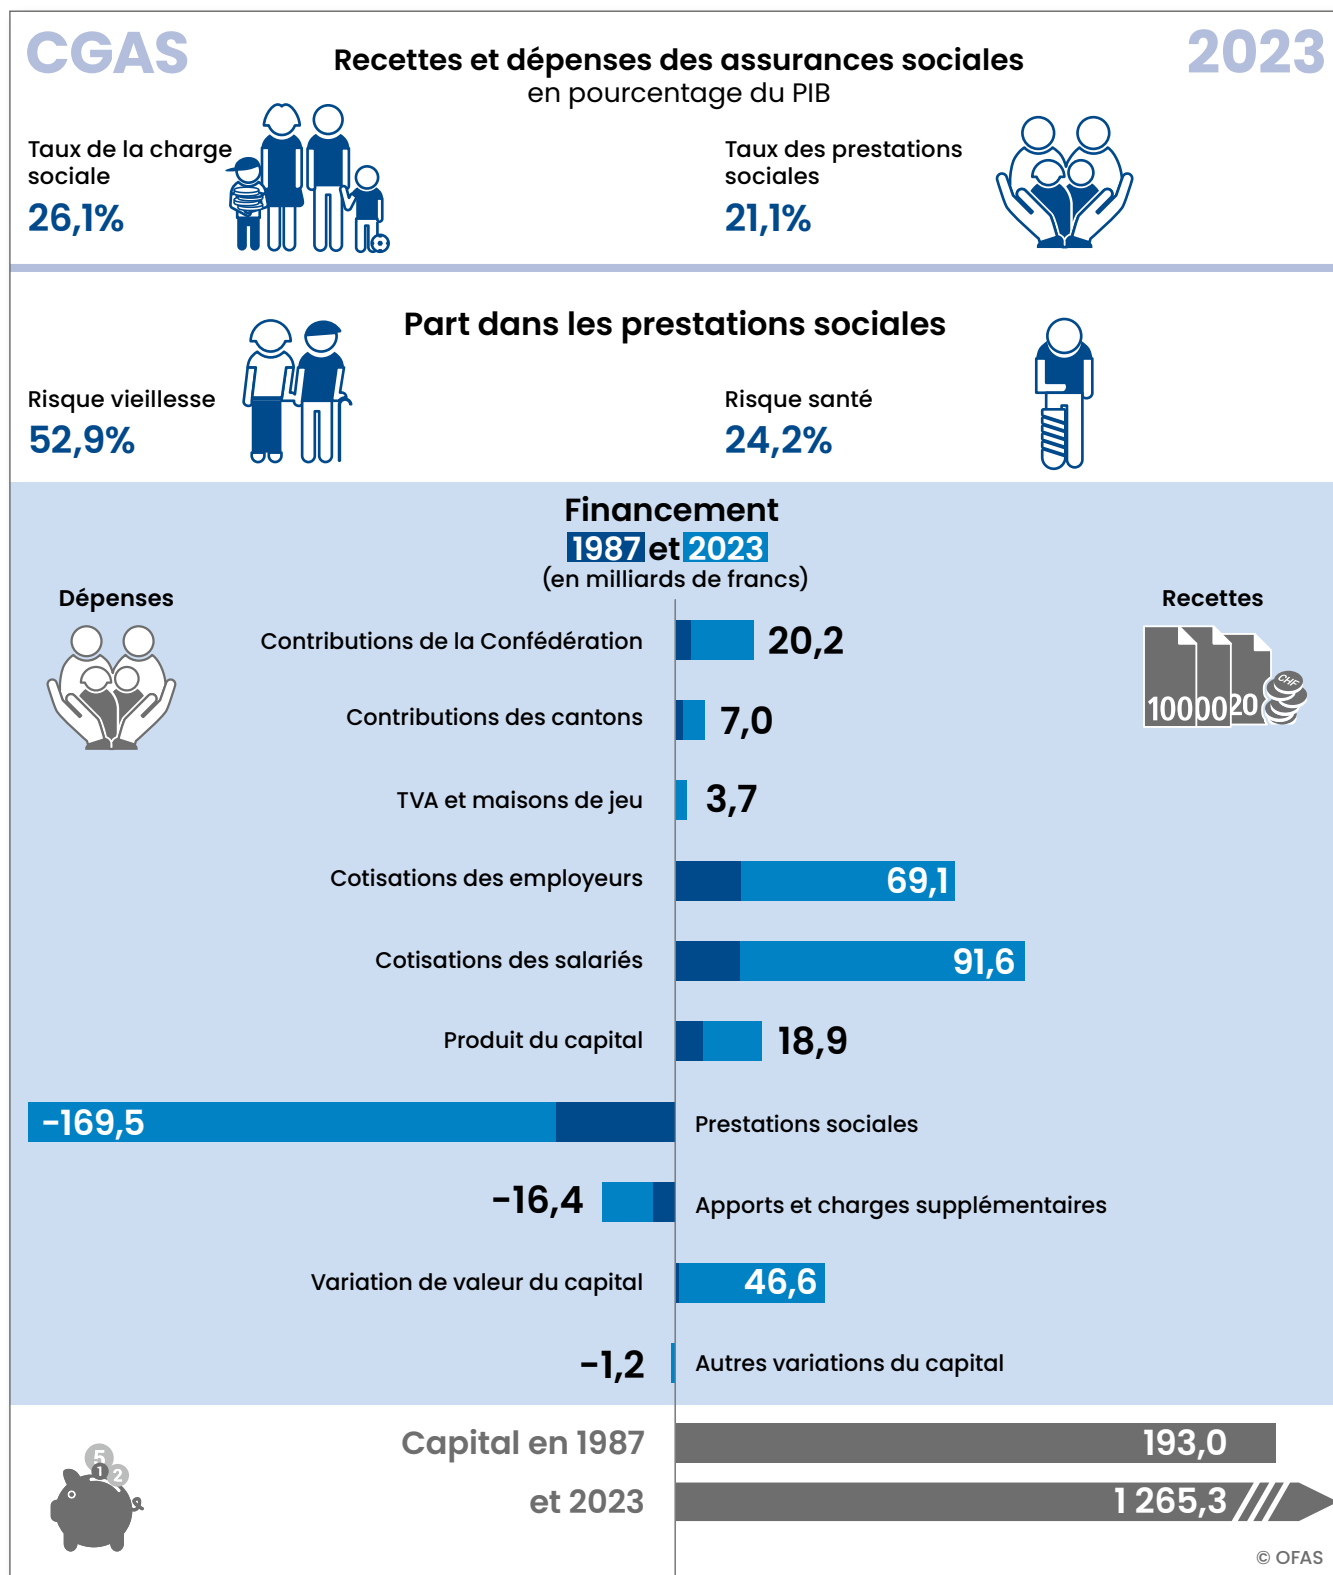 CGAS
2023
Recettes et dépenses des assurances sociales
en pourcentage du PIB
Taux de la charge
sociale
26,1%
Taux des prestations
sociales
21,1%
Part dans les prestations sociales
Risque vieillesse
52,9%
Risque santé
24,2%
Financement
1987 et 2023
(en milliards de francs)
Dépenses
Recettes
1000020
CHF
Contributions de la Confédération
20,2
Contributions des cantons
7,0
TVA et maisons de jeu
3,7
Cotisations des employeurs
69,1
Cotisations des salariés
91,6
Produit du capital
18,9
-169,5
Prestations sociales
-16,4
Apports et charges supplémentaires
Variation de valeur du capital
46,6
-1,2
Autres variations du capital
Capital en 1987
193,0
et 2023
1 265,3
5
1
2
© OFAS